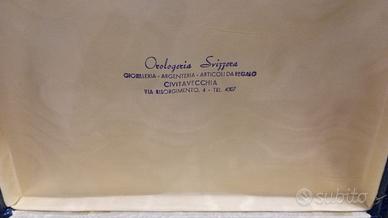 Orologeria Svizzera
GIOIELLERIA - ARGENTERIA - ARTICOLI DA REGALO
CIVITAVECCHIA
VIA RISORGIMENTO, 4 - TEL. 4307
subito